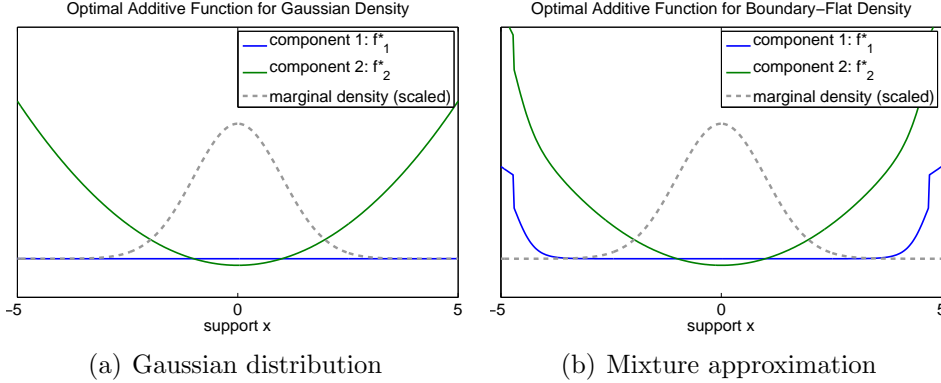 Optimal Additive Function for Gaussian Density
component 1: f*1
component 2: f*2
marginal density (scaled)
−5
0
5
support x
(a) Gaussian distribution
Optimal Additive Function for Boundary−Flat Density
component 1: f*1
component 2: f*2
marginal density (scaled)
−5
0
5
support x
(b) Mixture approximation